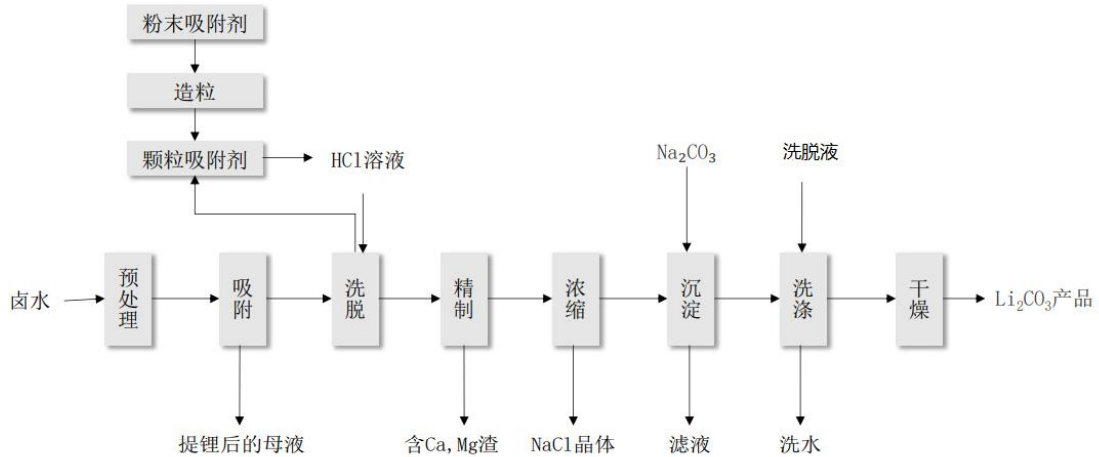 粉末吸附剂
造粒
颗粒吸附剂
HCl溶液
Na₂CO₃
洗脱液
卤水
预处理
吸附
洗脱
精制
浓缩
沉淀
洗涤
干燥
Li₂CO₃产品
提锂后的母液
含Ca,Mg渣
NaCl晶体
滤液
洗水